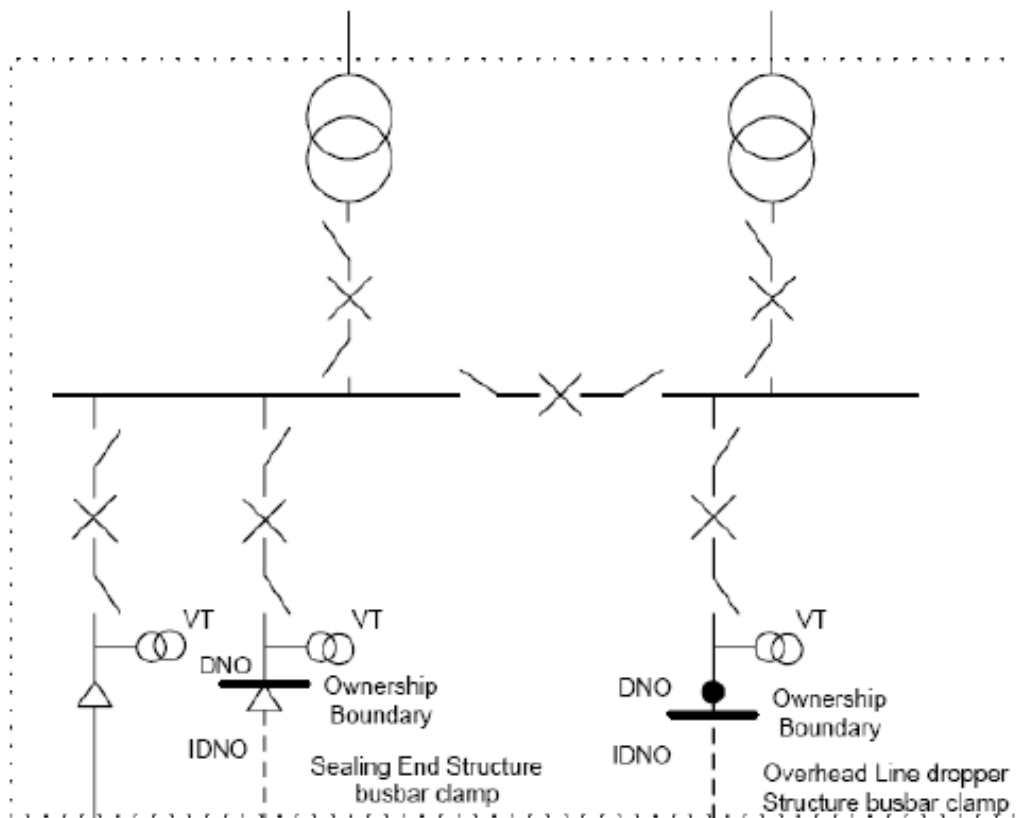 VT
VT
VT
DNO
Ownership
Boundary
IDNO
Sealing End Structure
busbar clamp
DNO
Ownership
Boundary
IDNO
Overhead Line dropper
Structure busbar clamp